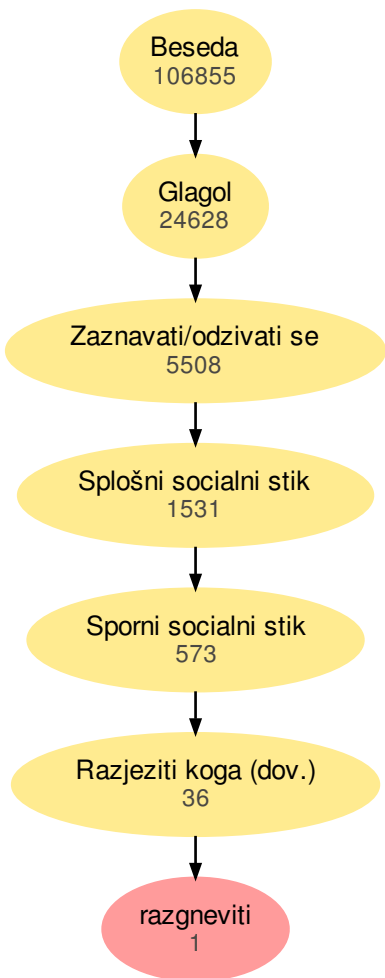 Beseda
106855
Glagol
24628
Zaznavati/odzivati se
5508
Splošni socialni stik
1531
Sporni socialni stik
573
Razjeziti koga (dov.)
36
razgneviti
1